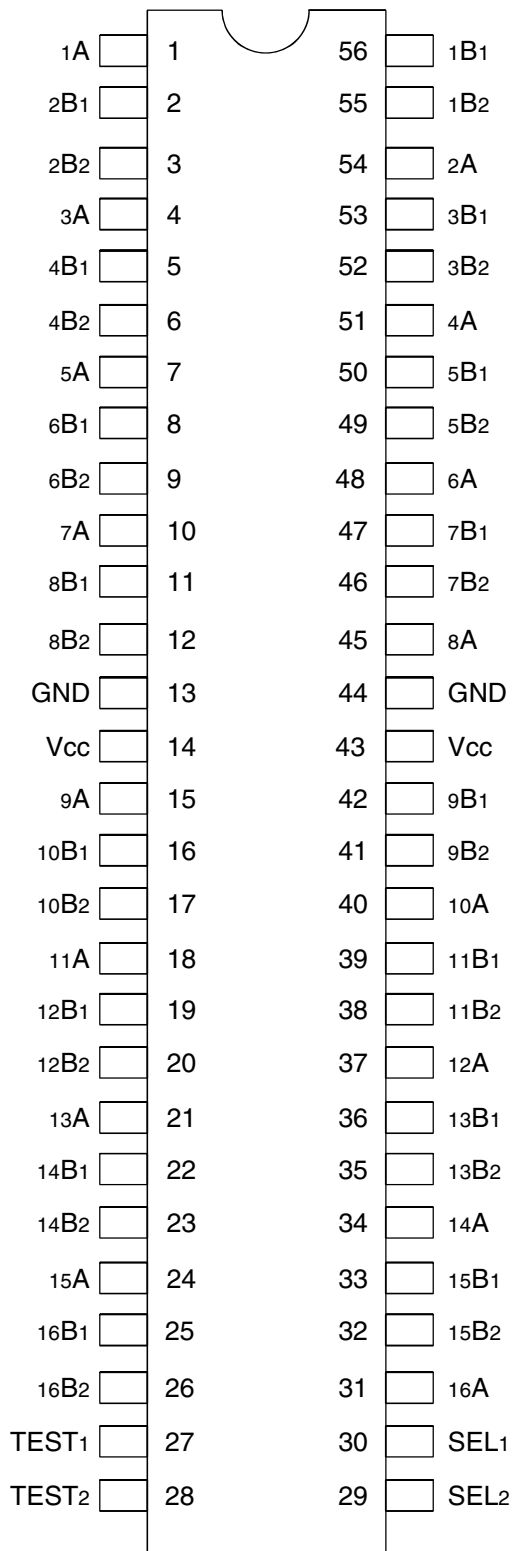 1A 1 56 1B1
2B1 2 55 1B2
2B2 3 54 2A
3A 4 53 3B1
4B1 5 52 3B2
4B2 6 51 4A
5A 7 50 5B1
6B1 8 49 5B2
6B2 9 48 6A
7A 10 47 7B1
8B1 11 46 7B2
8B2 12 45 8A
GND 13 44 GND
Vcc 14 43 Vcc
9A 15 42 9B1
10B1 16 41 9B2
10B2 17 40 10A
11A 18 39 11B1
12B1 19 38 11B2
12B2 20 37 12A
13A 21 36 13B1
14B1 22 35 13B2
14B2 23 34 14A
15A 24 33 15B1
16B1 25 32 15B2
16B2 26 31 16A
TEST1 27 30 SEL1
TEST2 28 29 SEL2